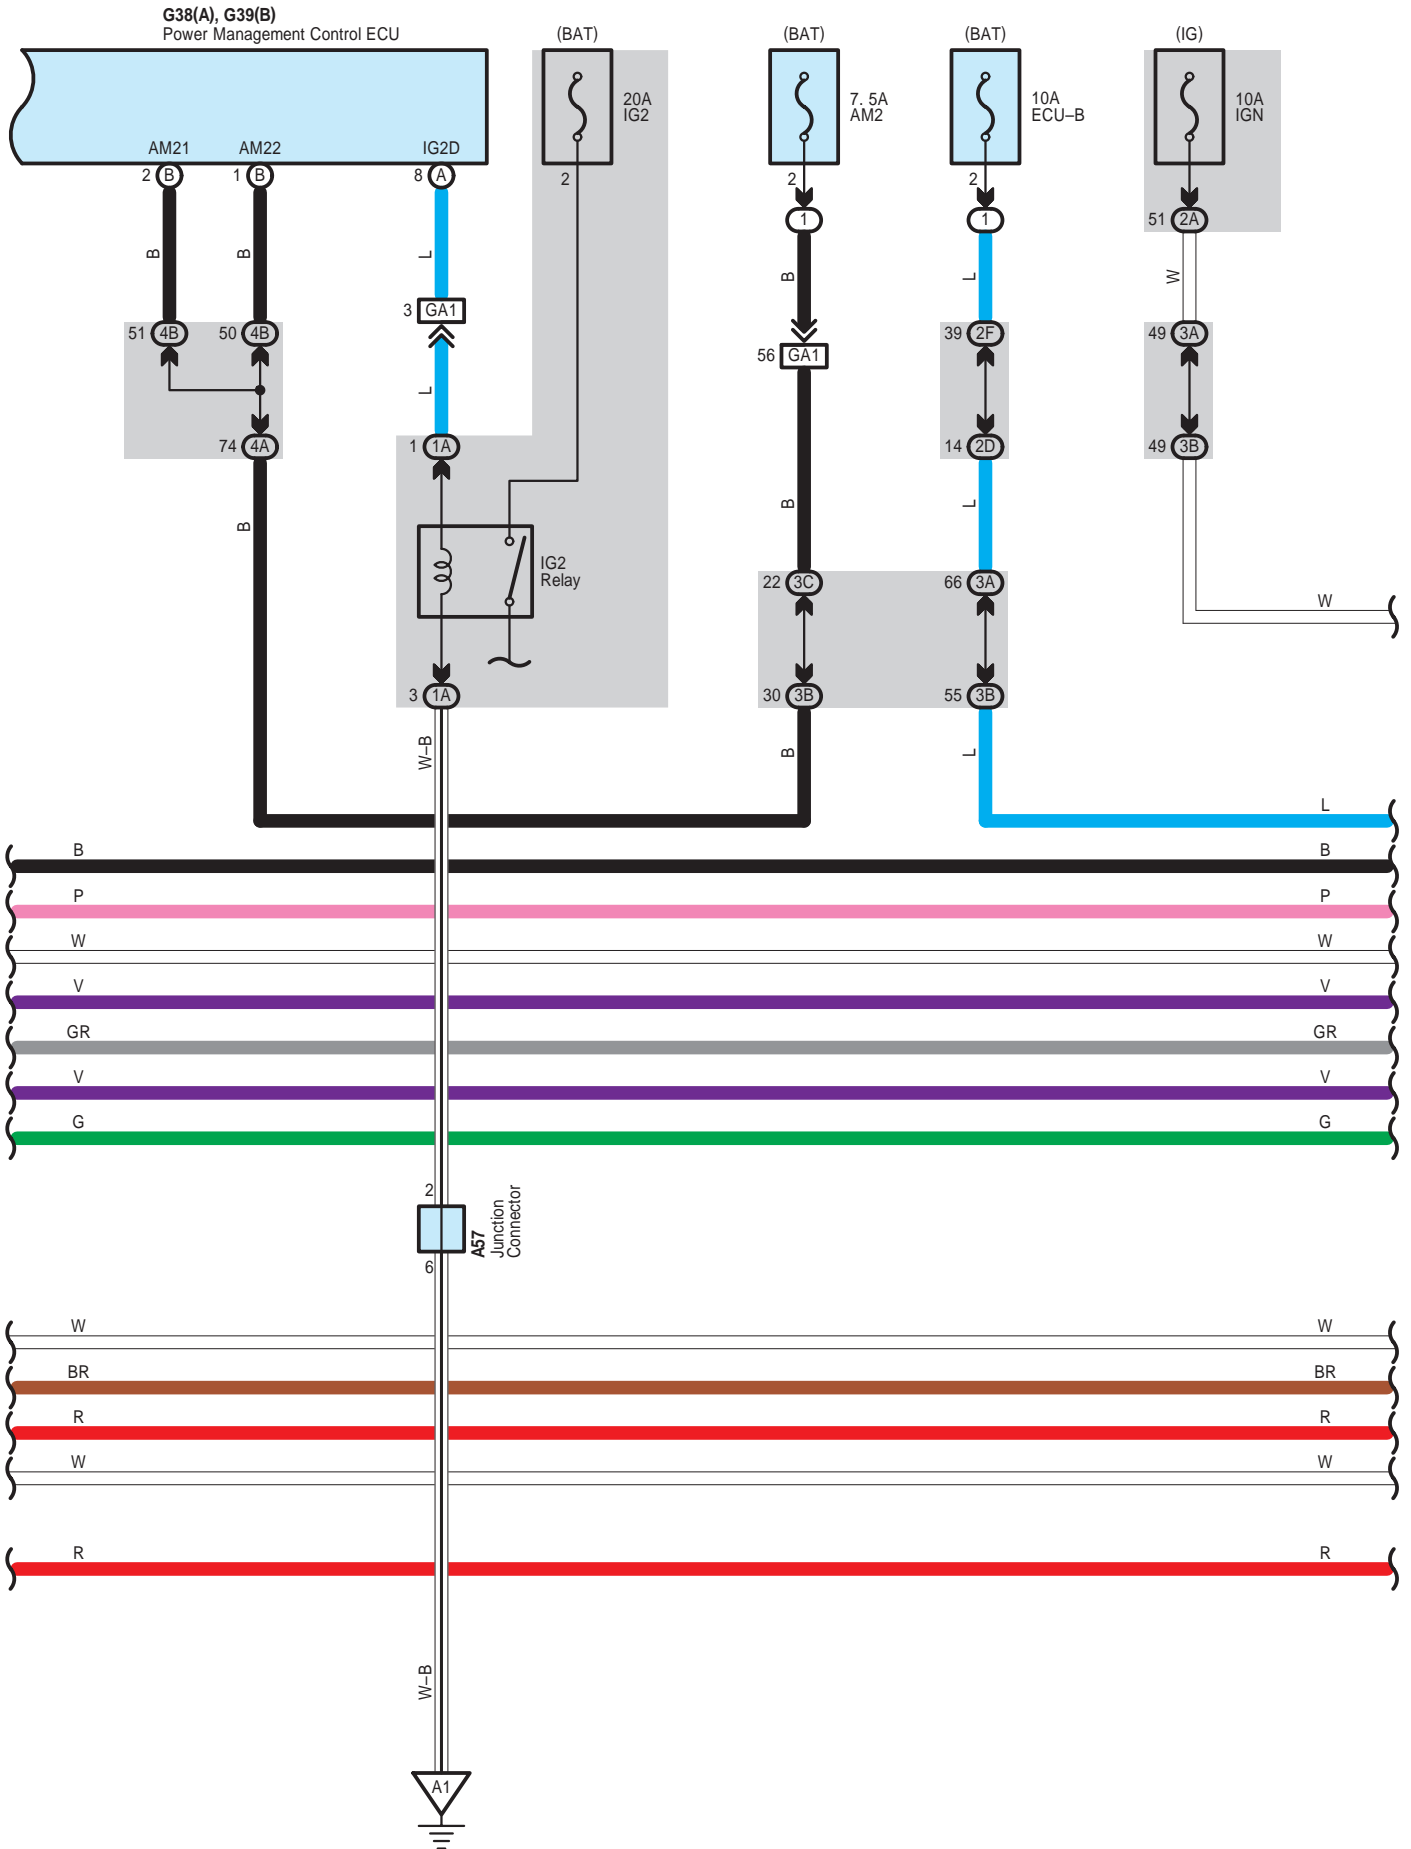 G38(A), G39(B)
Power Management Control ECU
(BAT)
(BAT)
(BAT)
(IG)
20A
IG2
7. 5A
AM2
10A
ECU–B
10A
IGN
AM21
AM22
IG2D
2 B
1 B
8 A
2
2
2
1
1
51 2A
B
B
L
B
L
W
3 GA1
51 4B
50 4B
39 2F
49 3A
56 GA1
L
74 4A
1 1A
14 2D
49 3B
B
B
L
IG2
Relay
22 3C
66 3A
W
3 1A
30 3B
55 3B
W–B
B
L
L
B
B
P
P
W
W
V
V
GR
GR
V
V
G
G
2
A57
Junction
Connector
6
W
W
BR
BR
R
R
W
W
R
R
W–B
A1